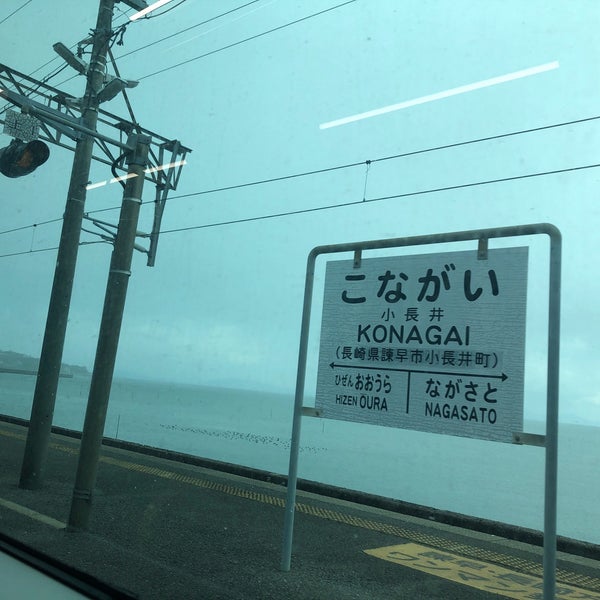 こながい
小長井
KONAGAI
(長崎県諫早市小長井町)
ひぜんおおうら ながさと
HIZEN ŌURA NAGASATO